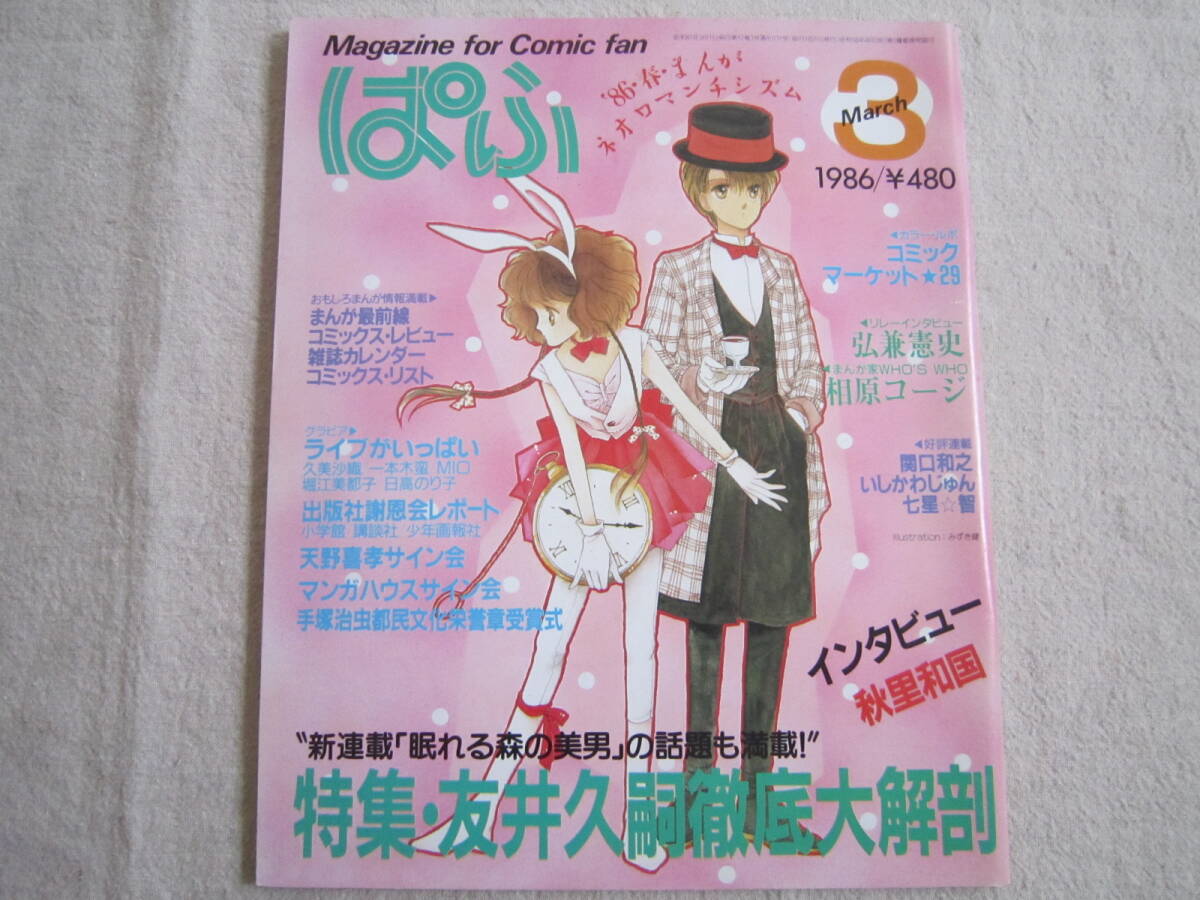 Magazine for Comic fan
ぱふ
'86・春・まんが
ネオロマンチシズム
3
March
1986/¥480
◀カラールポ
コミック
マーケット★29
◀リレーインタビュー
弘兼憲史
◀まんが家WHO'S WHO
相原コージ
◀好評連載
関口和之
いしかわじゅん
七星☆智
Illustration：みずき健
おもしろまんが情報満載▶
まんが最前線
コミックス・レビュー
雑誌カレンダー
コミックス・リスト
グラビア▶
ライブがいっぱい
久美沙織 一本木蛮 MIO
堀江美都子 日高のり子
出版社謝恩会レポート
小学館／講談社／少年画報社
天野喜孝サイン会
マンガハウスサイン会
手塚治虫都民文化栄誉章受賞式
インタビュー
秋里和国
"新連載「眠れる森の美男」の話題も満載!"
特集・友井久嗣徹底大解剖